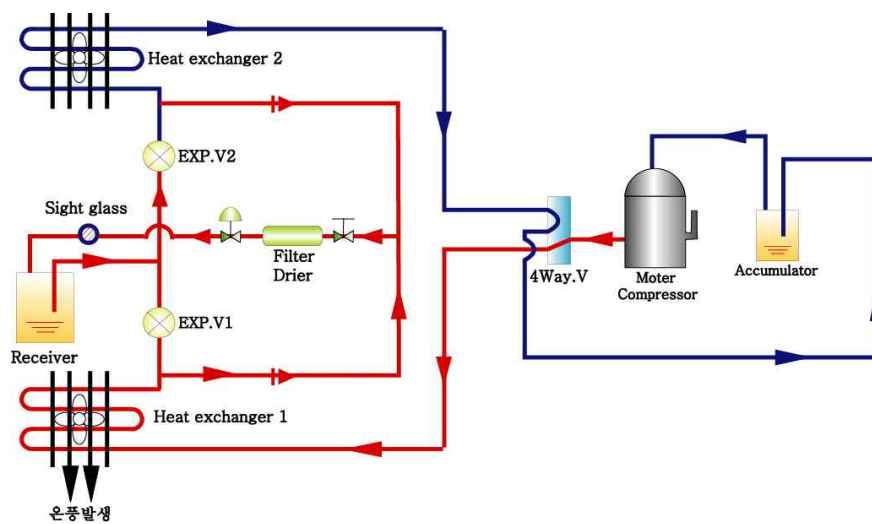 Heat exchanger 2
EXP.V2
Sight glass
Filter
Drier
4Way.V
Moter
Compressor
Accumulator
EXP.V1
Receiver
Heat exchanger 1
온풍발생